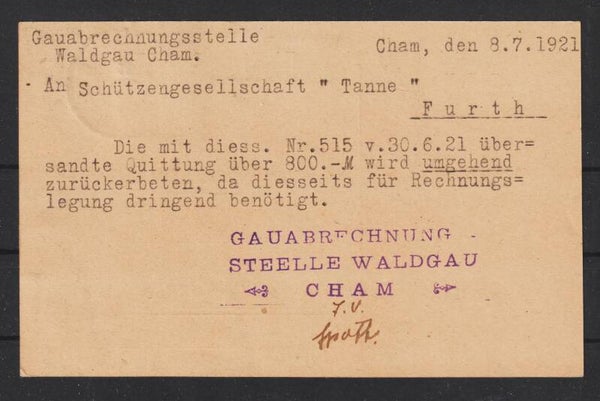 Gauabrechnungsstelle
Waldgau Cham.
Cham, den 8.7.1921
An Schützengesellschaft " Tanne "
Furth
Die mit diess. Nr.515 v.30.6.21 über=
sandte Quittung über 800.-M wird umgehend
zurückerbeten, da diesseits für Rechnungs=
legung dringend benötigt.
GAUABRECHNUNG -
STEELLE WALDGAU
CHAM
J.V.